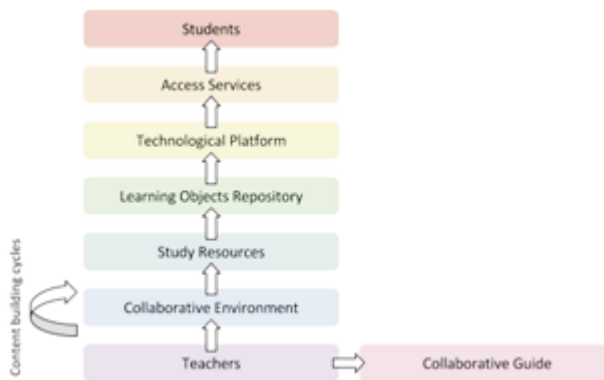 Students
Access Services
Technological Platform
Learning Objects Repository
Study Resources
Collaborative Environment
Teachers
Collaborative Guide
Content building cycles